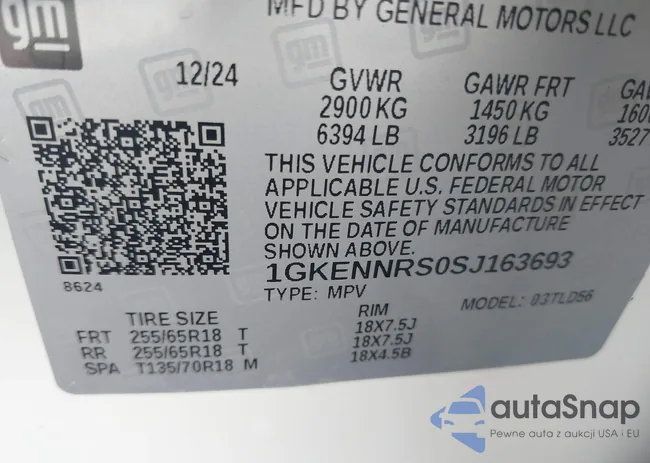 gm
MFD BY GENERAL MOTORS LLC
12/24
GVWR GAWR FRT
2900 KG 1450 KG
6394 LB 3196 LB 3527
THIS VEHICLE CONFORMS TO ALL
APPLICABLE U.S. FEDERAL MOTOR
VEHICLE SAFETY STANDARDS IN EFFECT
ON THE DATE OF MANUFACTURE
SHOWN ABOVE.
8624
1GKENNRS0SJ163693
TYPE: MPV MODEL: 03TLD56
TIRE SIZE RIM
FRT 255/65R18 T 18X7.5J
RR 255/65R18 T 18X7.5J
SPA T135/70R18 M 18X4.5B
autaSnap
Pewne auta z aukcji USA i EU